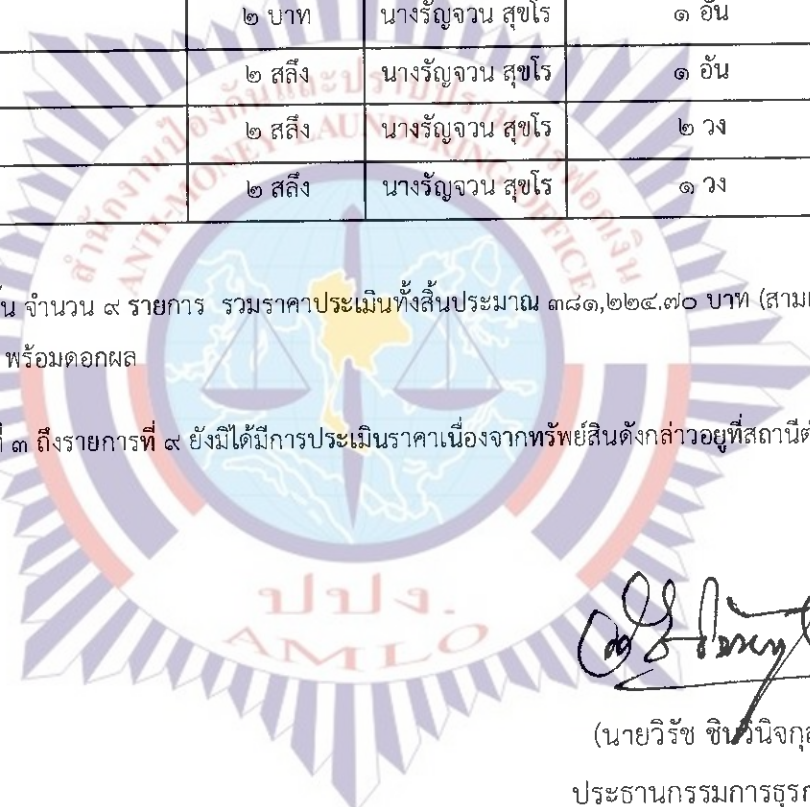 ๒ บาท นางรัญจวน สุขโร ๑ อัน
๒ สลึง นางรัญจวน สุขโร ๑ อัน
๒ สลึง นางรัญจวน สุขโร ๒ วง
๒ สลึง นางรัญจวน สุขโร ๑ วง
สำนักงานป้องกันและปราบปรามการฟอกเงิน
ANTI-MONEY LAUNDERING OFFICE
จำนวน ๙ รายการ รวมราคาประเมินทั้งสิ้นประมาณ ๓๘๑,๒๒๔.๗๐ บาท
พร้อมดอกผล
ที่ ๓ ถึงรายการที่ ๙ ยังมิได้มีการประเมินราคาเนื่องจากทรัพย์สินดังกล่าวอยู่ที่สถานี
ปปง.
AMLO
(นายวิรัช ชินวินิจกุ
ประธานกรรมการธุร